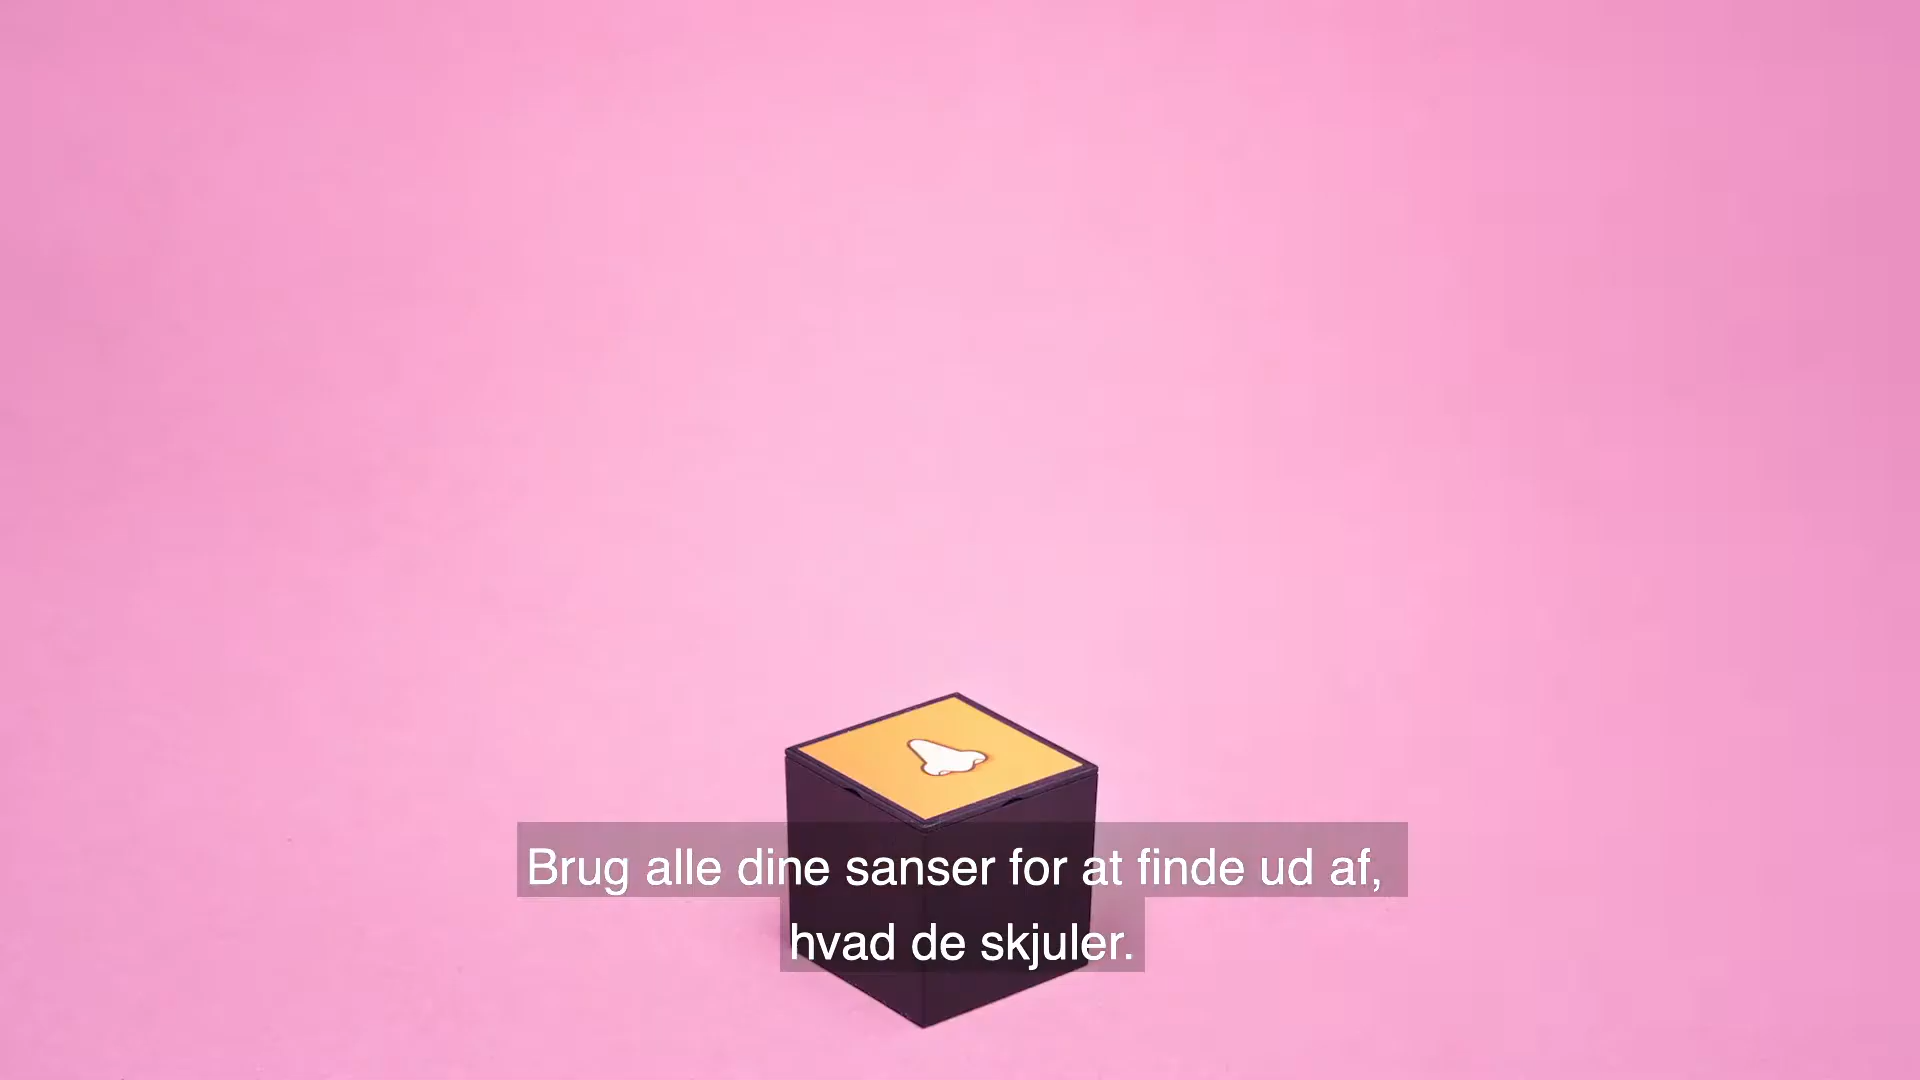 Brug alle dine sanser for at finde ud af,
hvad de skjuler.